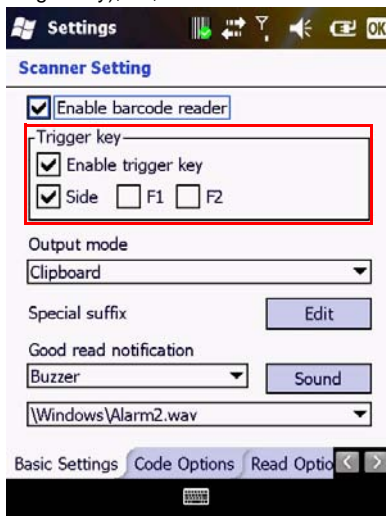 Settings OK
Scanner Setting
Enable barcode reader
Trigger key
Enable trigger key
Side F1 F2
Output mode
Clipboard
Special suffix Edit
Good read notification
Buzzer Sound
\Windows\Alarm2.wav
Basic Settings Code Options Read Optio